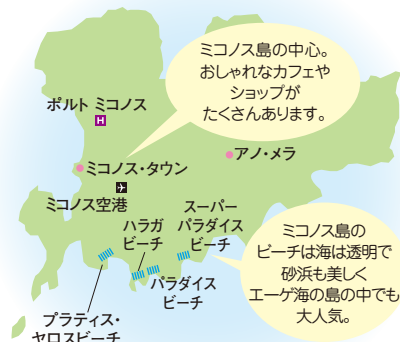 ミコノス島の中心。
おしゃれなカフェや
ショップが
たくさんあります。
ポルト ミコノス
H
アノ・メラ
ミコノス・タウン
ミコノス空港
スーパー
パラダイス
ビーチ
ハラガ
ビーチ
パラダイス
ビーチ
ミコノス島の
ビーチは海は透明で
砂浜も美しく
エーゲ海の島の中でも
大人気。
プラティス・
ヤロスビーチ